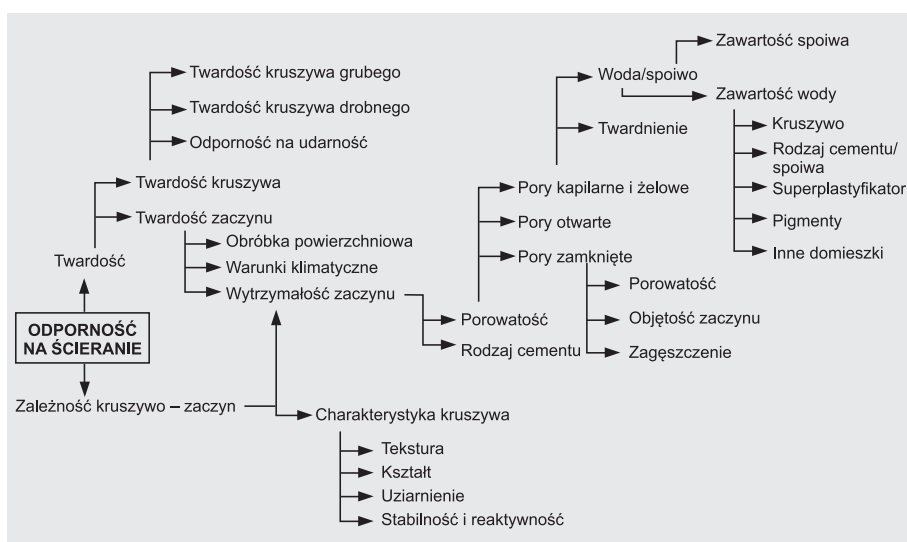 Zawartość spoiwa
Twardość kruszywa grubego
Woda/spoiwo
Zawartość wody
Twardość kruszywa drobnego
Kruszywo
Odporność na udarność
Twardnienie
Rodzaj cementu/
spoiwa
Twardość kruszywa
Pory kapilarne i żelowe
Superplastyfikator
Twardość zaczynu
Pory otwarte
Pigmenty
Obróbka powierzchniowa
Twardość
Warunki klimatyczne
Pory zamknięte
Inne domieszki
Wytrzymałość zaczynu
Porowatość
ODPORNOŚĆ
NA ŚCIERANIE
Porowatość
Objętość zaczynu
Rodzaj cementu
Zagęszczenie
Zależność kruszywo – zaczyn
Charakterystyka kruszywa
Tekstura
Kształt
Uziarnienie
Stabilność i reaktywność